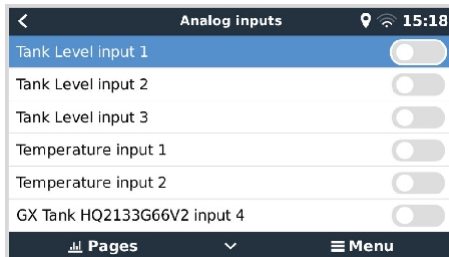 Analog inputs 15:18
Tank Level input 1
Tank Level input 2
Tank Level input 3
Temperature input 1
Temperature input 2
GX Tank HQ2133G66V2 input 4
Pages Menu